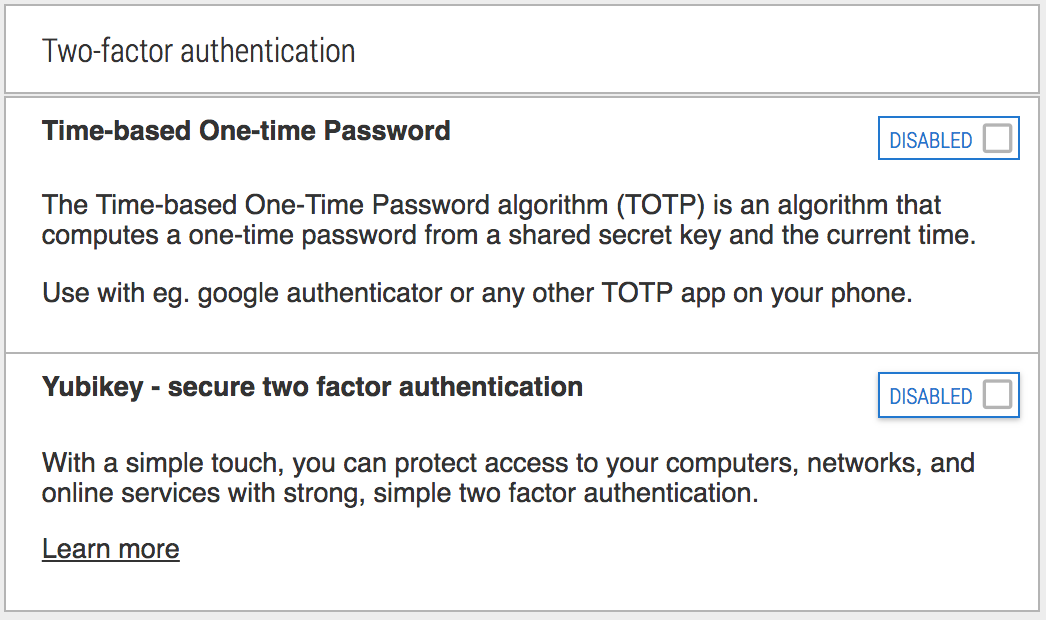 Two-factor authentication
Time-based One-time Password
DISABLED
The Time-based One-Time Password algorithm (TOTP) is an algorithm that
computes a one-time password from a shared secret key and the current time.
Use with eg. google authenticator or any other TOTP app on your phone.
Yubikey - secure two factor authentication
DISABLED
With a simple touch, you can protect access to your computers, networks, and
online services with strong, simple two factor authentication.
Learn more